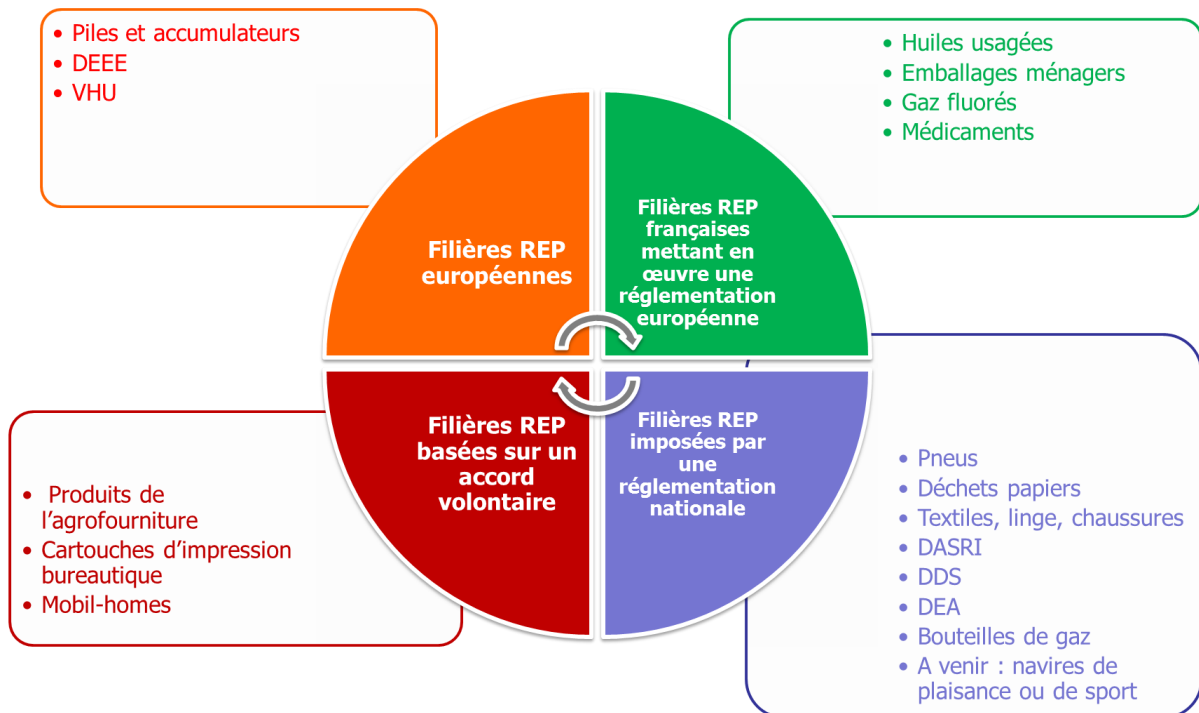 • Piles et accumulateurs
• DEEE
• VHU
• Huiles usagées
• Emballages ménagers
• Gaz fluorés
• Médicaments
Filières REP
européennes
Filières REP
françaises
mettant en
œuvre une
réglementation
européenne
Filières REP
basées sur un
accord
volontaire
Filières REP
imposées par
une
réglementation
nationale
• Produits de
l’agrofourniture
• Cartouches d’impression
bureautique
• Mobil-homes
• Pneus
• Déchets papiers
• Textiles, linge, chaussures
• DASRI
• DDS
• DEA
• Bouteilles de gaz
• A venir : navires de
plaisance ou de sport